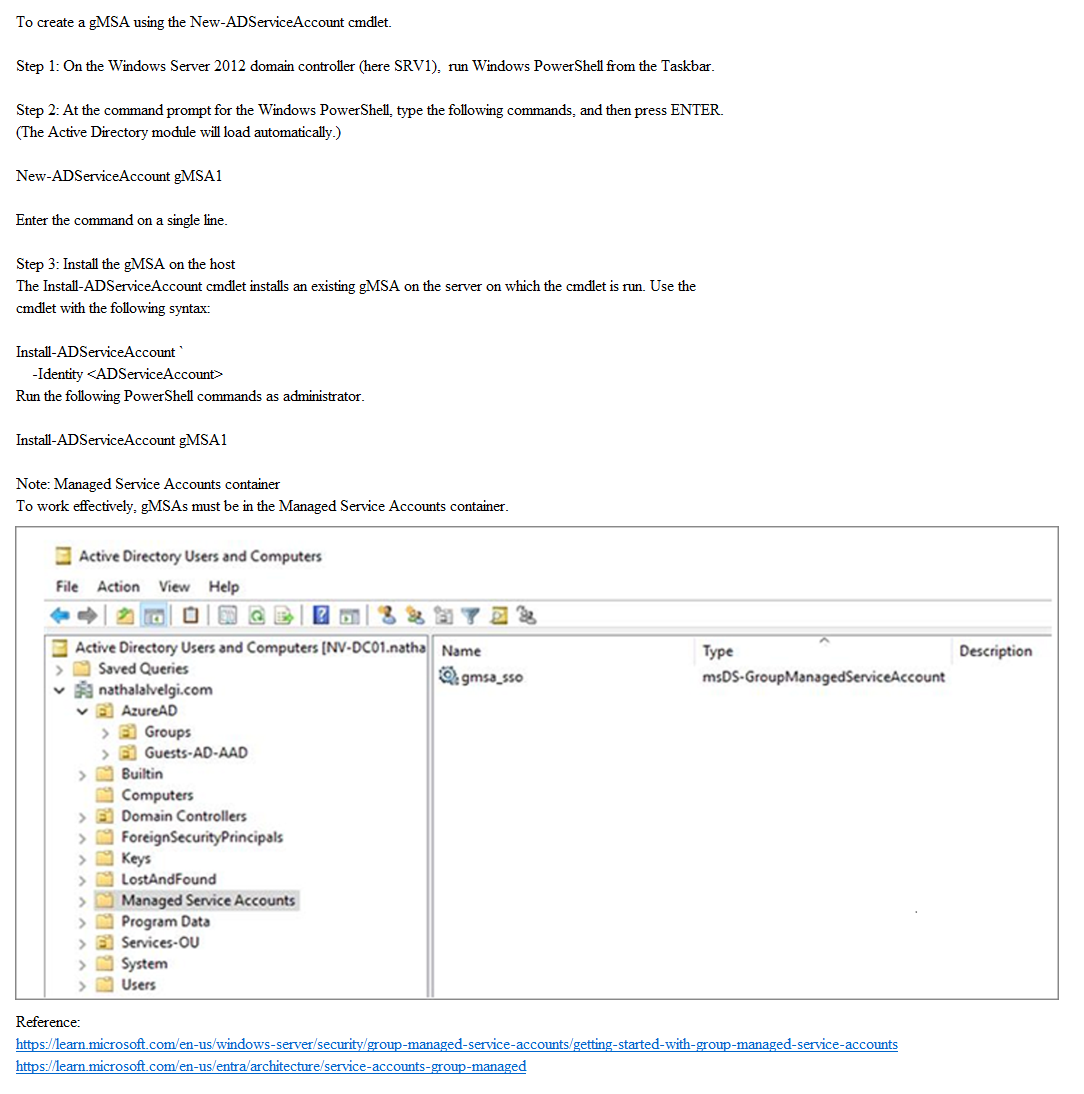 To create a gMSA using the New-ADServiceAccount cmdlet.
Step 1: On the Windows Server 2012 domain controller (here SRV1),  run Windows PowerShell from the Taskbar.
Step 2: At the command prompt for the Windows PowerShell, type the following commands, and then press ENTER.
(The Active Directory module will load automatically.)
New-ADServiceAccount gMSA1
Enter the command on a single line.
Step 3: Install the gMSA on the host
The Install-ADServiceAccount cmdlet installs an existing gMSA on the server on which the cmdlet is run. Use the
cmdlet with the following syntax:
Install-ADServiceAccount `
-Identity <ADServiceAccount>
Run the following PowerShell commands as administrator.
Install-ADServiceAccount gMSA1
Note: Managed Service Accounts container
To work effectively, gMSAs must be in the Managed Service Accounts container.
Active Directory Users and Computers
File Action View Help
Active Directory Users and Computers [NV-DC01.natha
Saved Queries
nathalalvelgi.com
AzureAD
Groups
Guests-AD-AAD
Builtin
Computers
Domain Controllers
ForeignSecurityPrincipals
Keys
LostAndFound
Managed Service Accounts
Program Data
Services-OU
System
Users
Name Type Description
gmsa_sso msDS-GroupManagedServiceAccount
Reference:
https://learn.microsoft.com/en-us/windows-server/security/group-managed-service-accounts/getting-started-with-group-managed-service-accounts
https://learn.microsoft.com/en-us/entra/architecture/service-accounts-group-managed